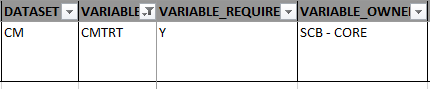 DATASET VARIABLE VARIABLE_REQUIRE VARIABLE_OWNE
CM CMTRT Y SCB - CORE